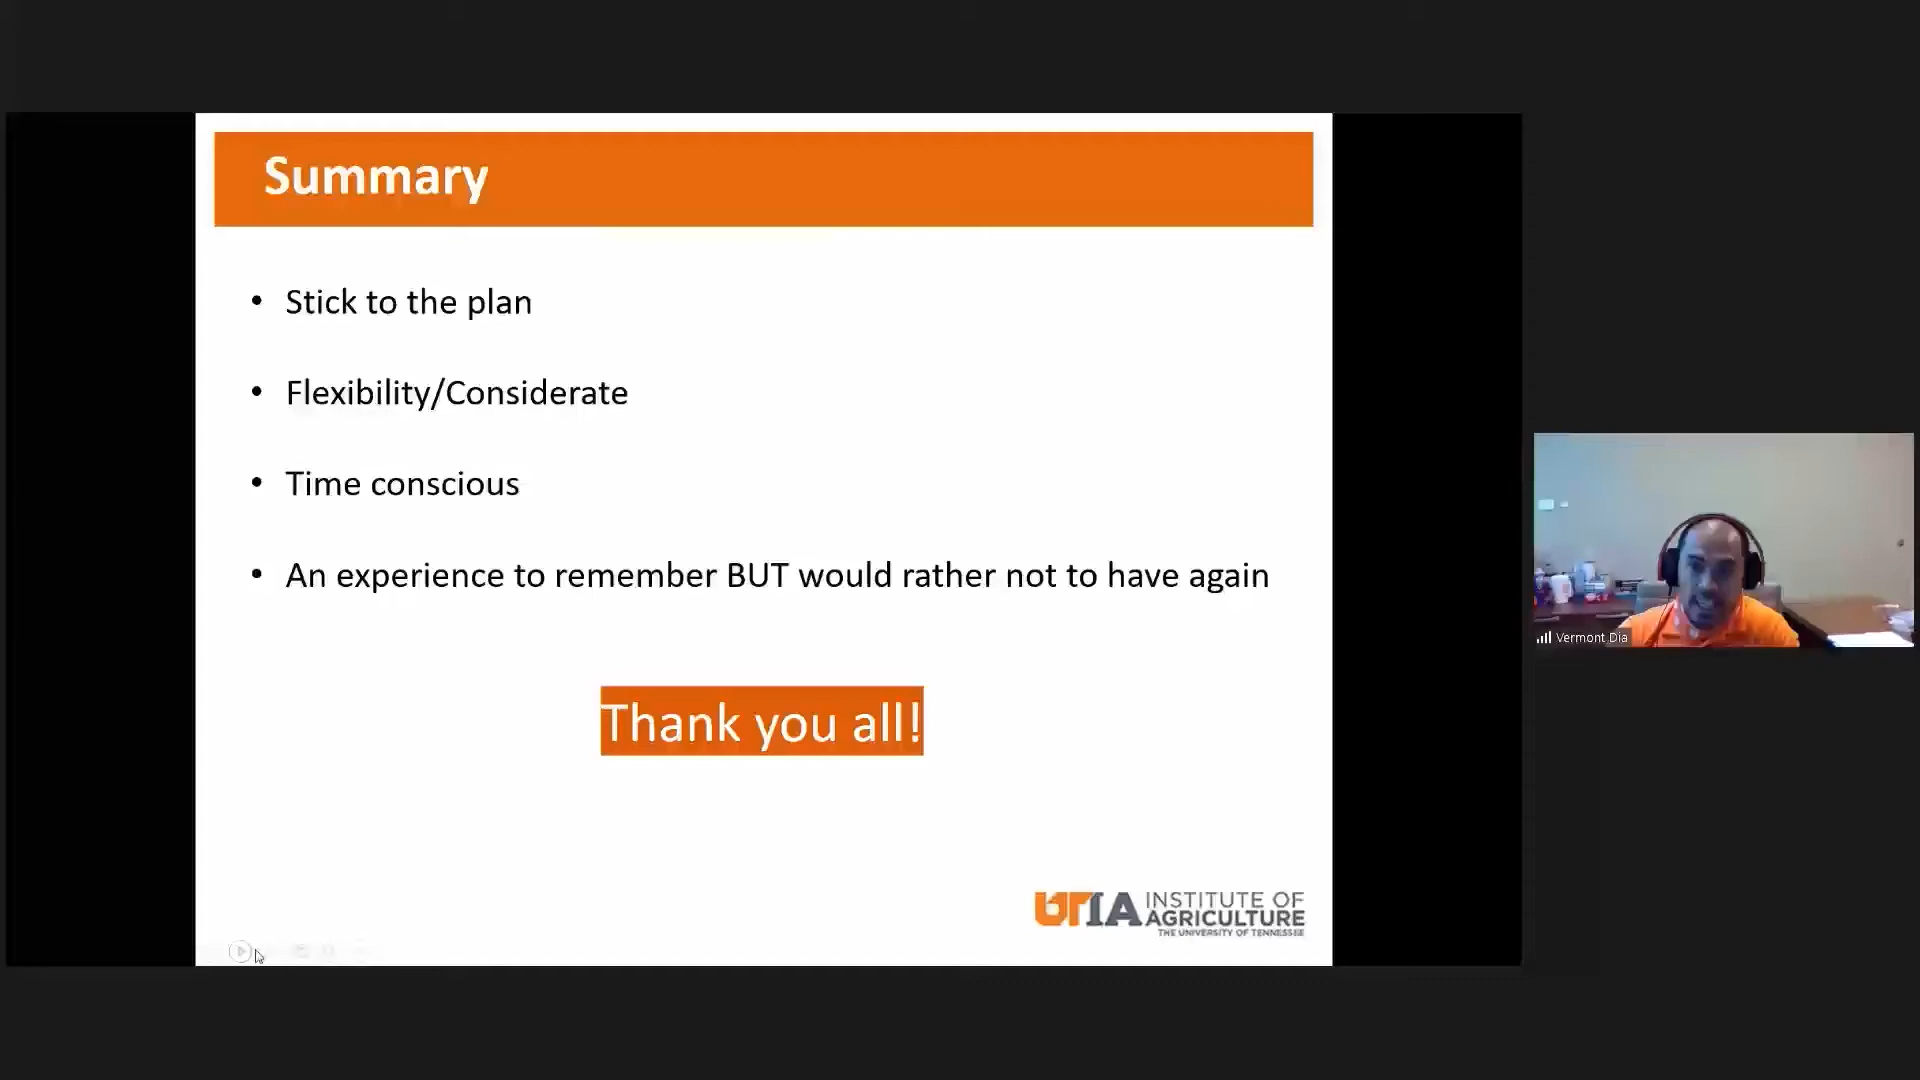 Summary
• Stick to the plan
• Flexibility/Considerate
• Time conscious
• An experience to remember BUT would rather not to have again
Thank you all!
UTIA INSTITUTE OF
AGRICULTURE
THE UNIVERSITY OF TENNESSEE
Vermont Dia